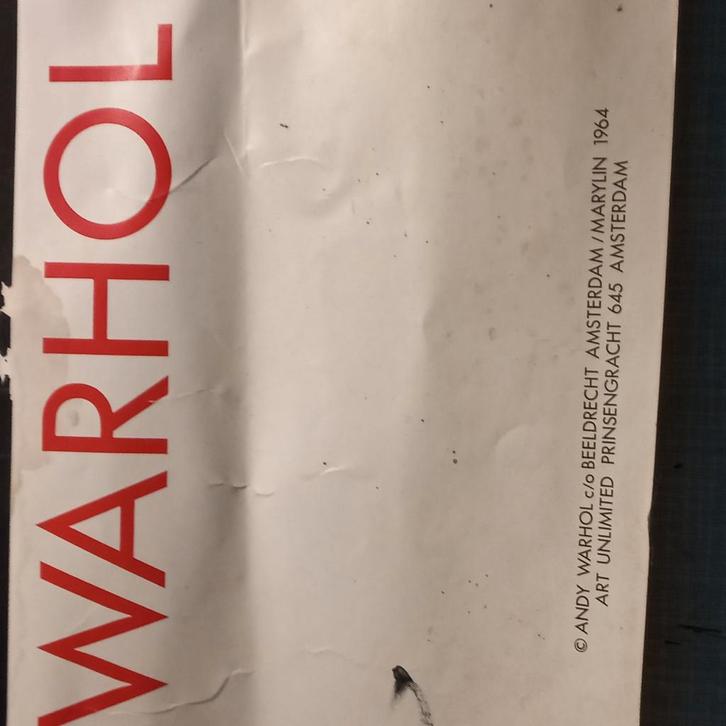 WARHOL
© ANDY WARHOL c/o BEELDRECHT AMSTERDAM / MARYLIN 1964
ART UNLIMITED PRINSENGRACHT 645 AMSTERDAM